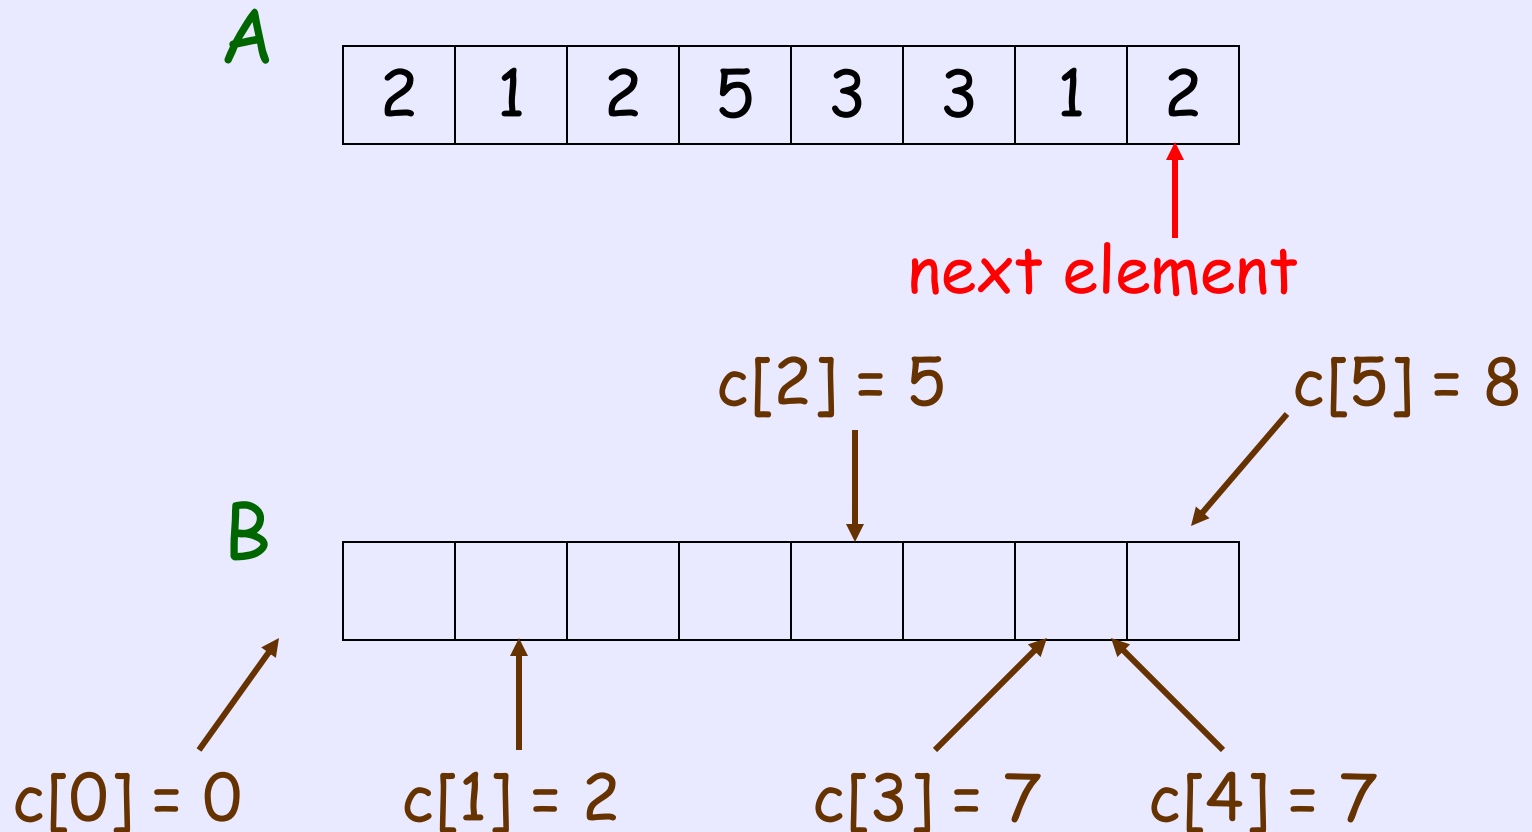 A
2 1 2 5 3 3 1 2
next element
c[2] = 5 c[5] = 8
B
c[0] = 0 c[1] = 2 c[3] = 7 c[4] = 7